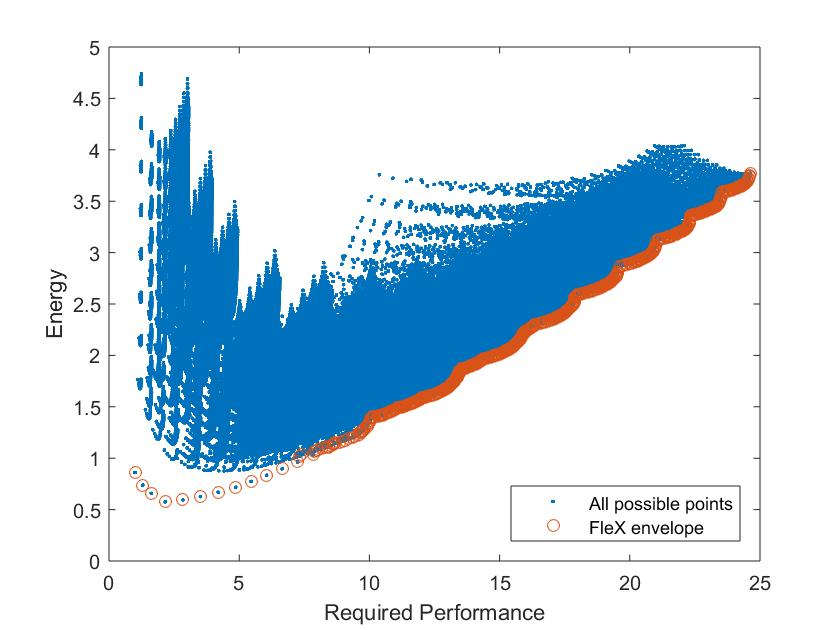 5
4.5
4
3.5
3
2.5
2
1.5
1
0.5
0
Energy
0 5 10 15 20 25
Required Performance
All possible points
FleX envelope